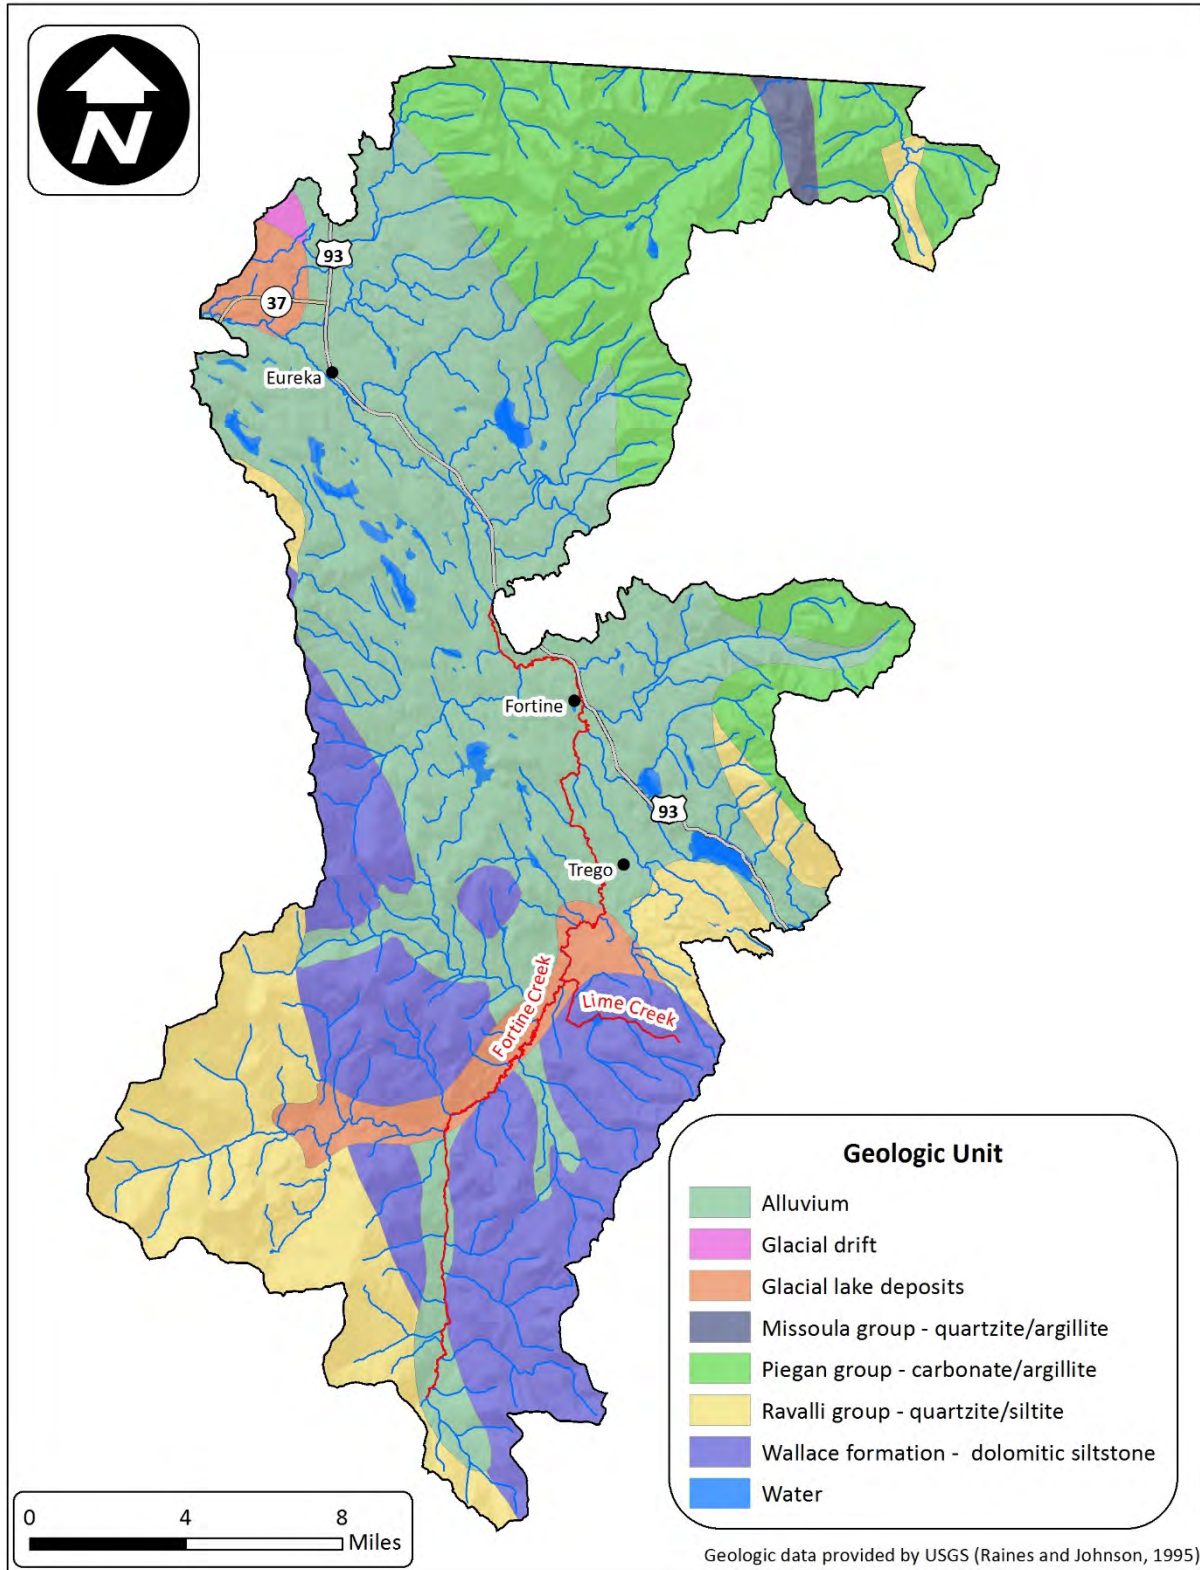 N
93
37
Eureka
Fortine
93
Trego
Fortine Creek
Lime Creek
Geologic Unit
Alluvium
Glacial drift
Glacial lake deposits
Missoula group - quartzite/argillite
Piegan group - carbonate/argillite
Ravalli group - quartzite/siltite
Wallace formation - dolomitic siltstone
Water
0 4 8
Miles
Geologic data provided by USGS (Raines and Johnson, 1995)